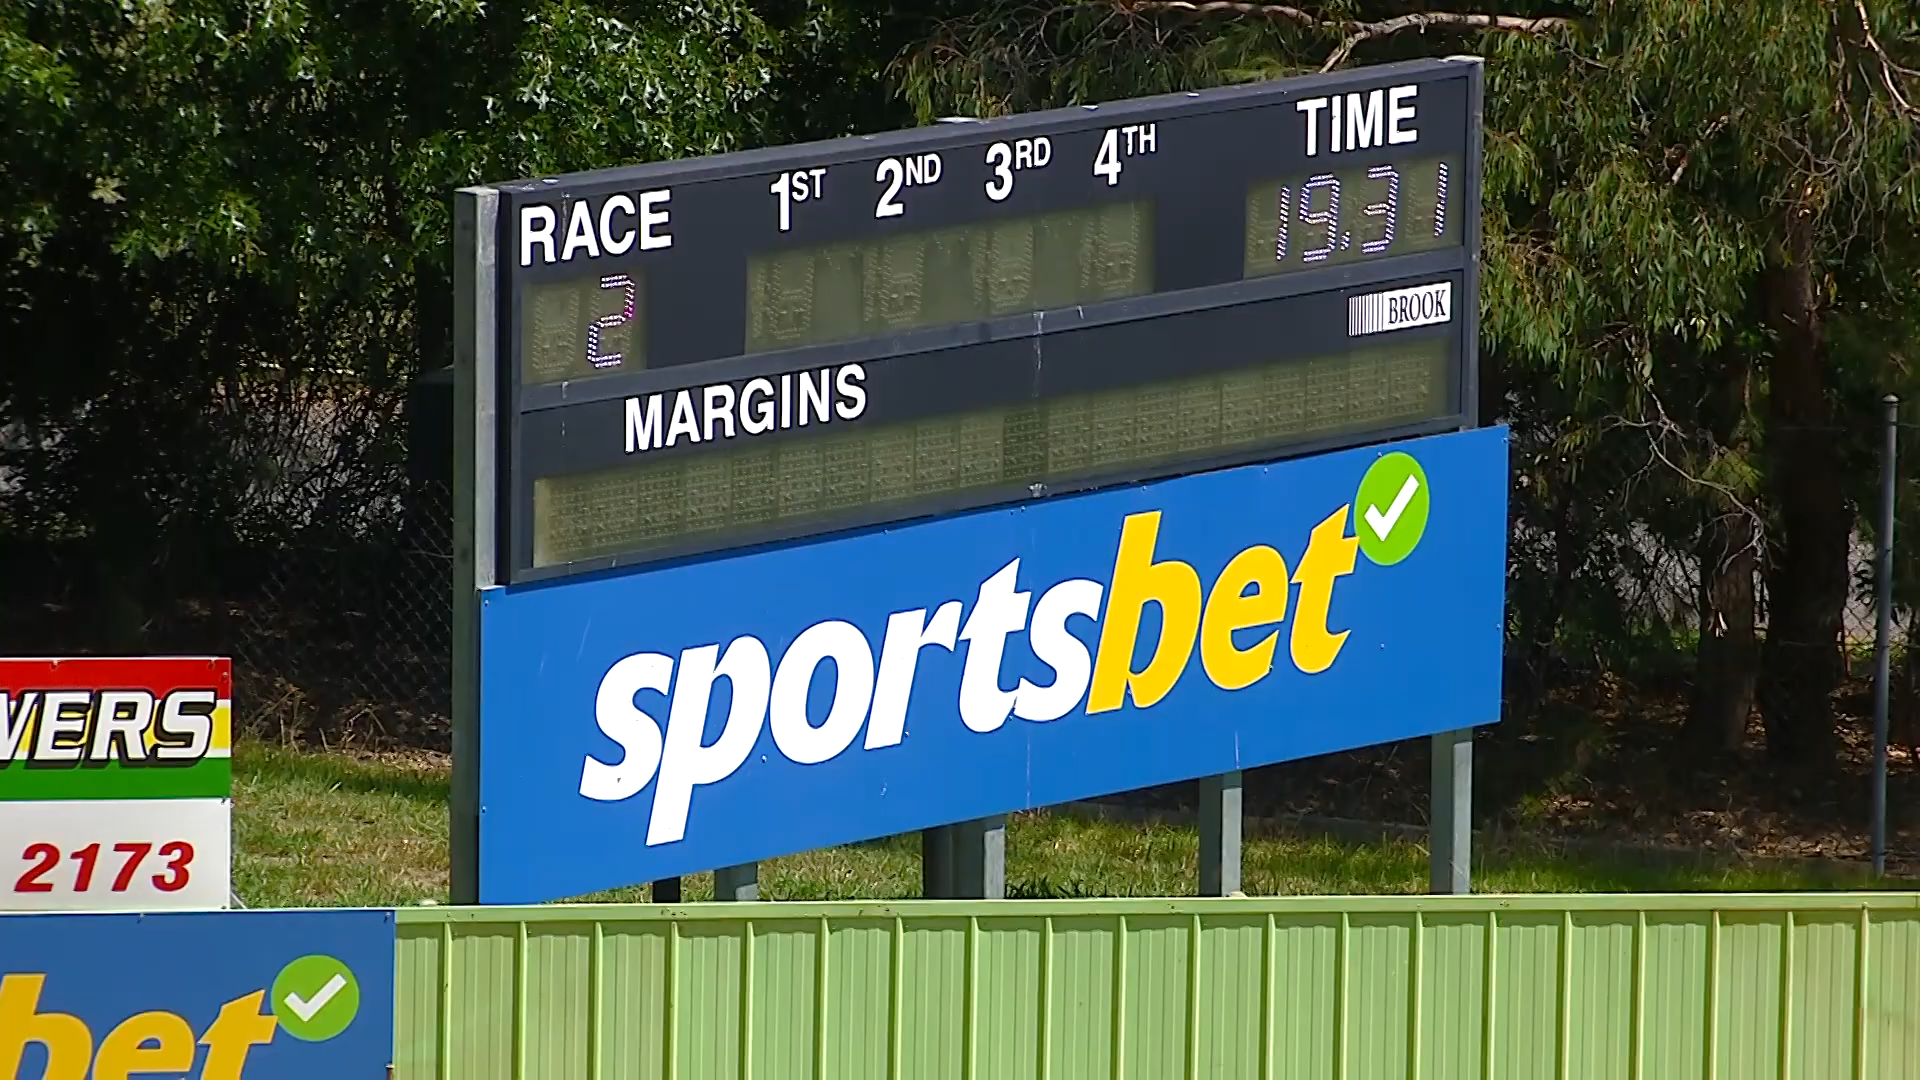 RACE 1ST 2ND 3RD 4TH TIME
2 19.31
BROOK
MARGINS
sportsbet
VERS
2173
bet